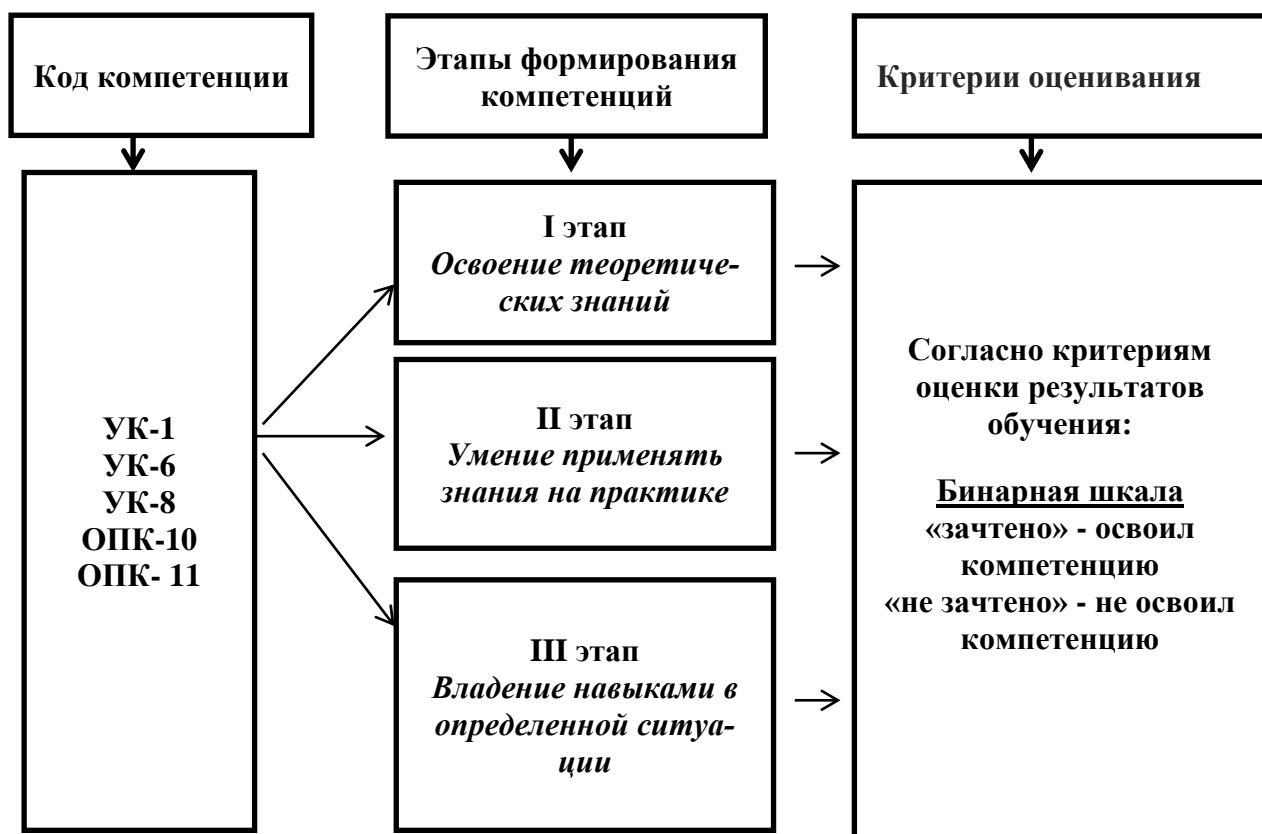 Код компетенции
Этапы формирования
компетенций
Критерии оценивания
УК-1
УК-6
УК-8
ОПК-10
ОПК- 11
I этап
Освоение теоретиче-
ских знаний
II этап
Умение применять
знания на практике
III этап
Владение навыками в
определенной ситуа-
ции
Согласно критериям
оценки результатов
обучения:
Бинарная шкала
«зачтено» - освоил
компетенцию
«не зачтено» - не освоил
компетенцию